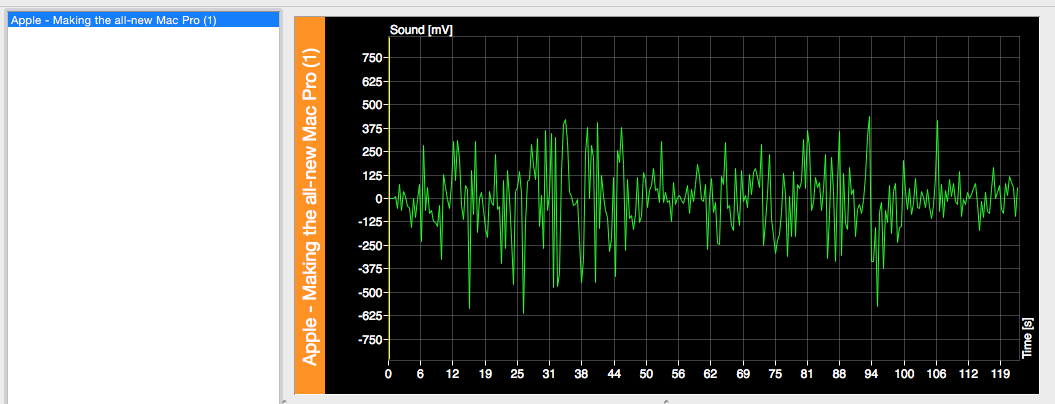 Apple - Making the all-new Mac Pro (1)
Apple - Making the all-new Mac Pro (1)
Sound [mV]
750
625
500
375
250
125
0
-125
-250
-375
-500
-625
-750
0 6 12 19 25 31 38 44 50 56 62 69 75 81 88 94 100 106 112 119
Time [s]